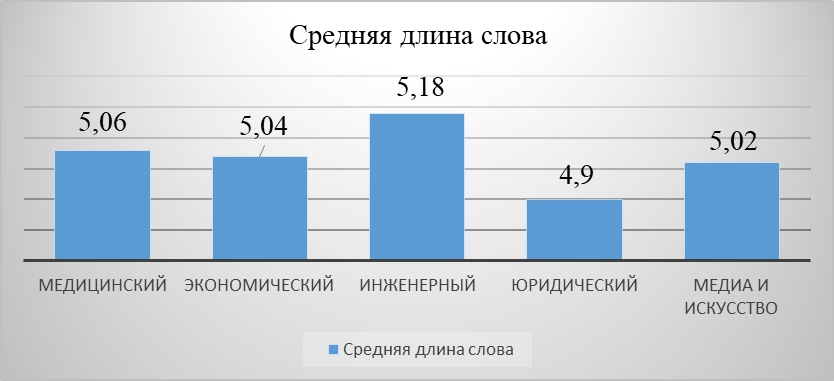 Средняя длина слова
5,06
5,04
5,18
4,9
5,02
МЕДИЦИНСКИЙ
ЭКОНОМИЧЕСКИЙ
ИНЖЕНЕРНЫЙ
ЮРИДИЧЕСКИЙ
МЕДИА И
ИСКУССТВО
Средняя длина слова